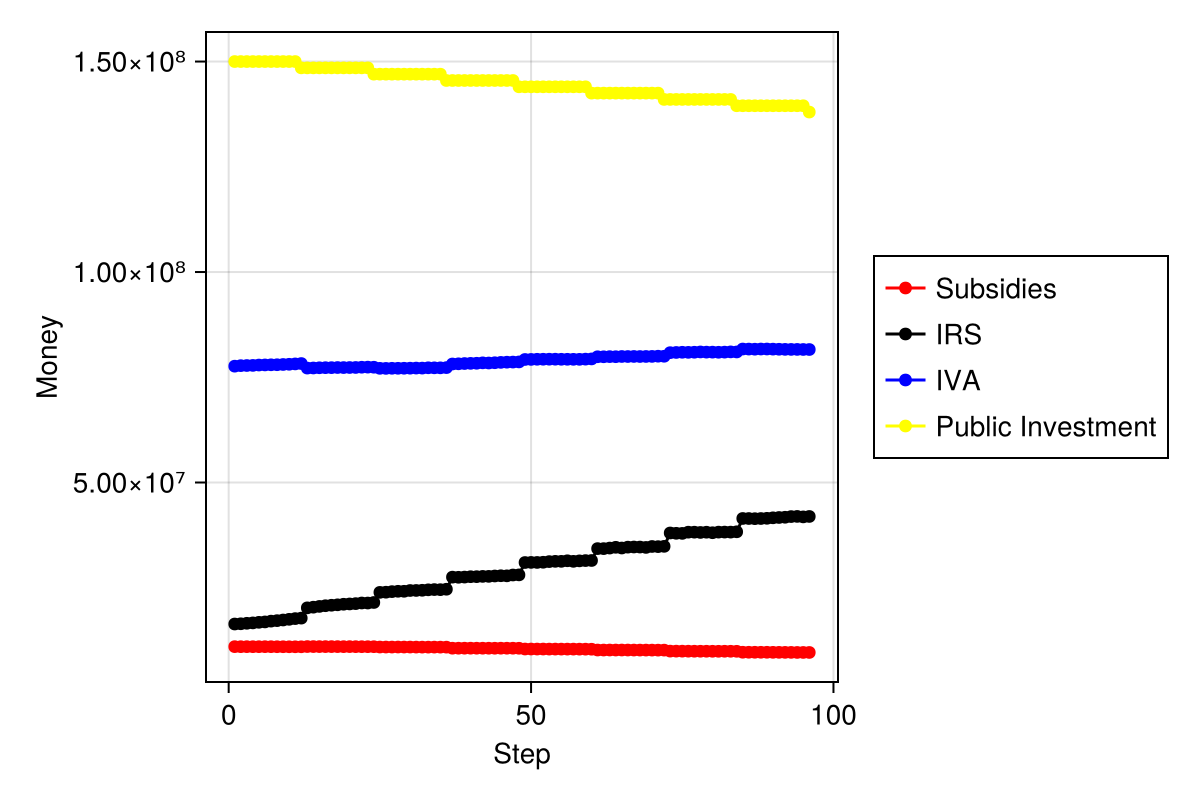 1.50×10⁸
1.00×10⁸
5.00×10⁷
Money
0
50
100
Step
Subsidies
IRS
IVA
Public Investment